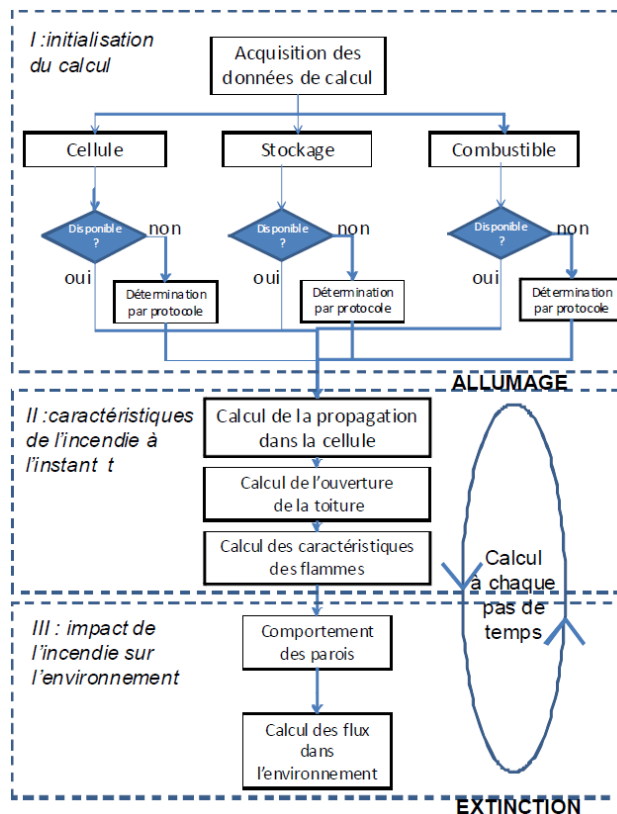 I :initialisation
du calcul
Acquisition des
données de calcul
Cellule
Stockage
Combustible
Disponible
?
non
oui
Disponible
?
non
oui
Disponible
?
non
oui
Détermination
par protocole
Détermination
par protocole
Détermination
par protocole
ALLUMAGE
II :caractéristiques
de l'incendie à
l'instant t
Calcul de la propagation
dans la cellule
Calcul de l'ouverture
de la toiture
Calcul des caractéristiques
des flammes
Calcul
à chaque
pas de
temps
III : impact de
l'incendie sur
l'environnement
Comportement
des parois
Calcul des flux
dans
l'environnement
EXTINCTION